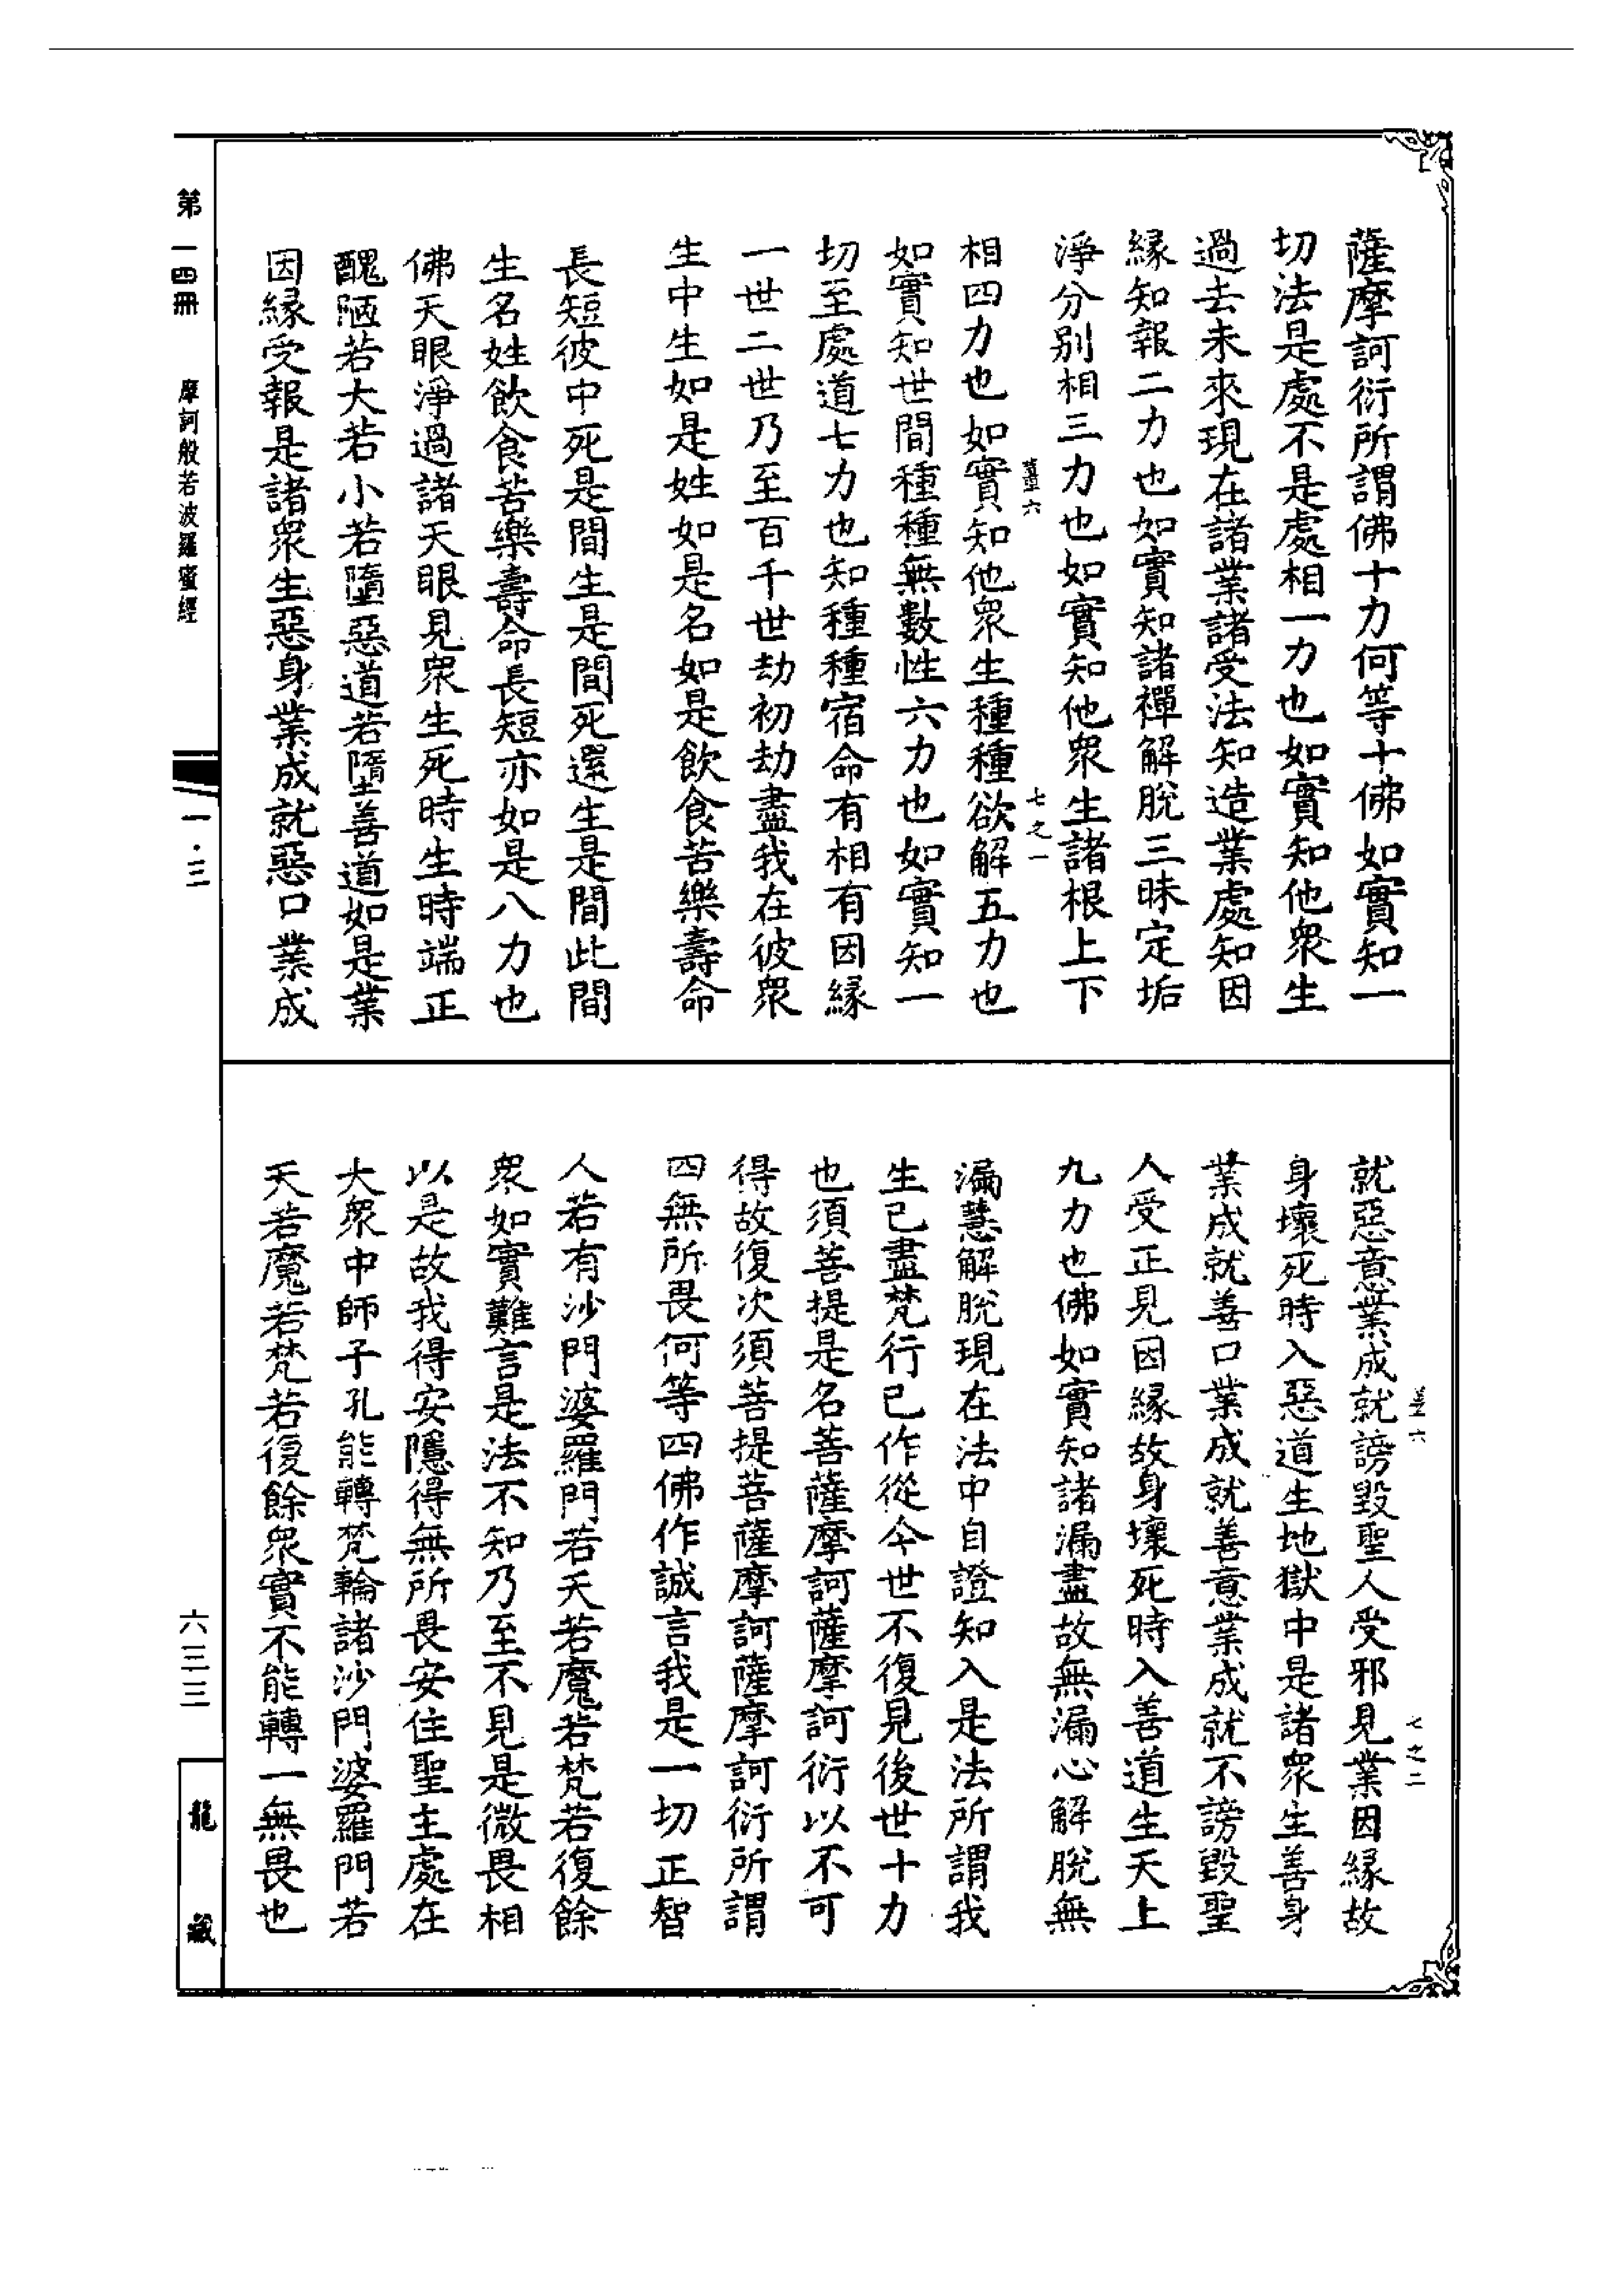 薩摩訶衍所謂佛十力何等十佛如實知一
切法是處不是處相一力也如實知他衆生
過去未來現在諸業諸受法知造業處知因
緣知報二力也如實知諸禪解脫三昧定垢
淨分別相三力也如實知他衆生諸根上下
薑六
七之一
相四力也如實知他衆生種種欲解五力也
如實知世間種種無數性六力也如實知一
切至處道七力也知種種宿命有相有因緣
一世二世乃至百千世劫初劫盡我在彼衆
生中生如是姓如是名如是飲食苦樂壽命
長短彼中死是間生是間死還生是間此間
生名姓飲食苦樂壽命長短亦如是八力也
佛天眼淨過諸天眼見衆生死時生時端正
醜陋若大若小若墮惡道若墮善道如是業
因緣受報是諸衆生惡身業成就惡口業成
薑六
七之二
就惡意業成就謗毀聖人受邪見業因緣故
身壞死時入惡道生地獄中是諸衆生善身
業成就善口業成就善意業成就不謗毀聖
人受正見因緣故身壞死時入善道生天上
九力也佛如實知諸漏盡故無漏心解脫無
漏慧解脫現在法中自證知入是法所謂我
生已盡梵行已作從今世不復見後世十力
也須菩提是名菩薩摩訶薩摩訶衍以不可
得故復次須菩提菩薩摩訶薩摩訶衍所謂
四無所畏何等四佛作誠言我是一切正智
人若有沙門婆羅門若天若魔若梵若復餘
衆如實難言是法不知乃至不見是微畏相
以是故我得安隱得無所畏安住聖主處在
大衆中師子吼能轉梵輪諸沙門婆羅門若
天若魔若梵若復餘衆實不能轉一無畏也
第一四冊
摩訶般若波羅蜜經
一·三
六三三
龍藏